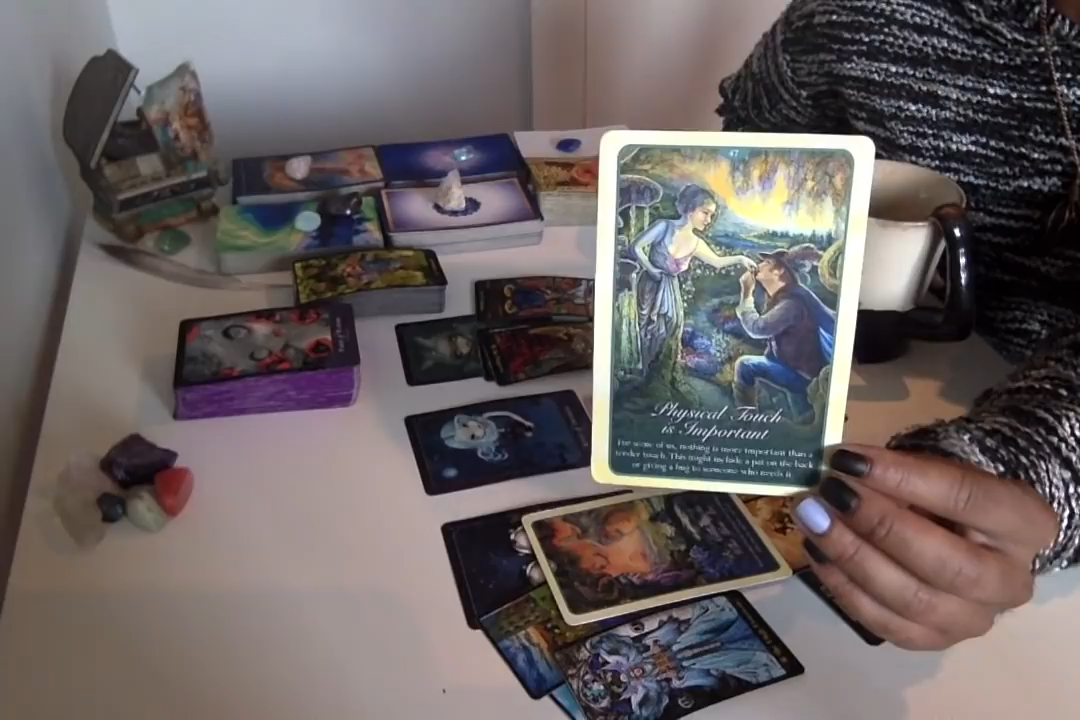 47
Physical Touch
is Important
For some of us, nothing is more important than a
tender touch. This might include a pat on the back
or giving a hug to someone who needs it.